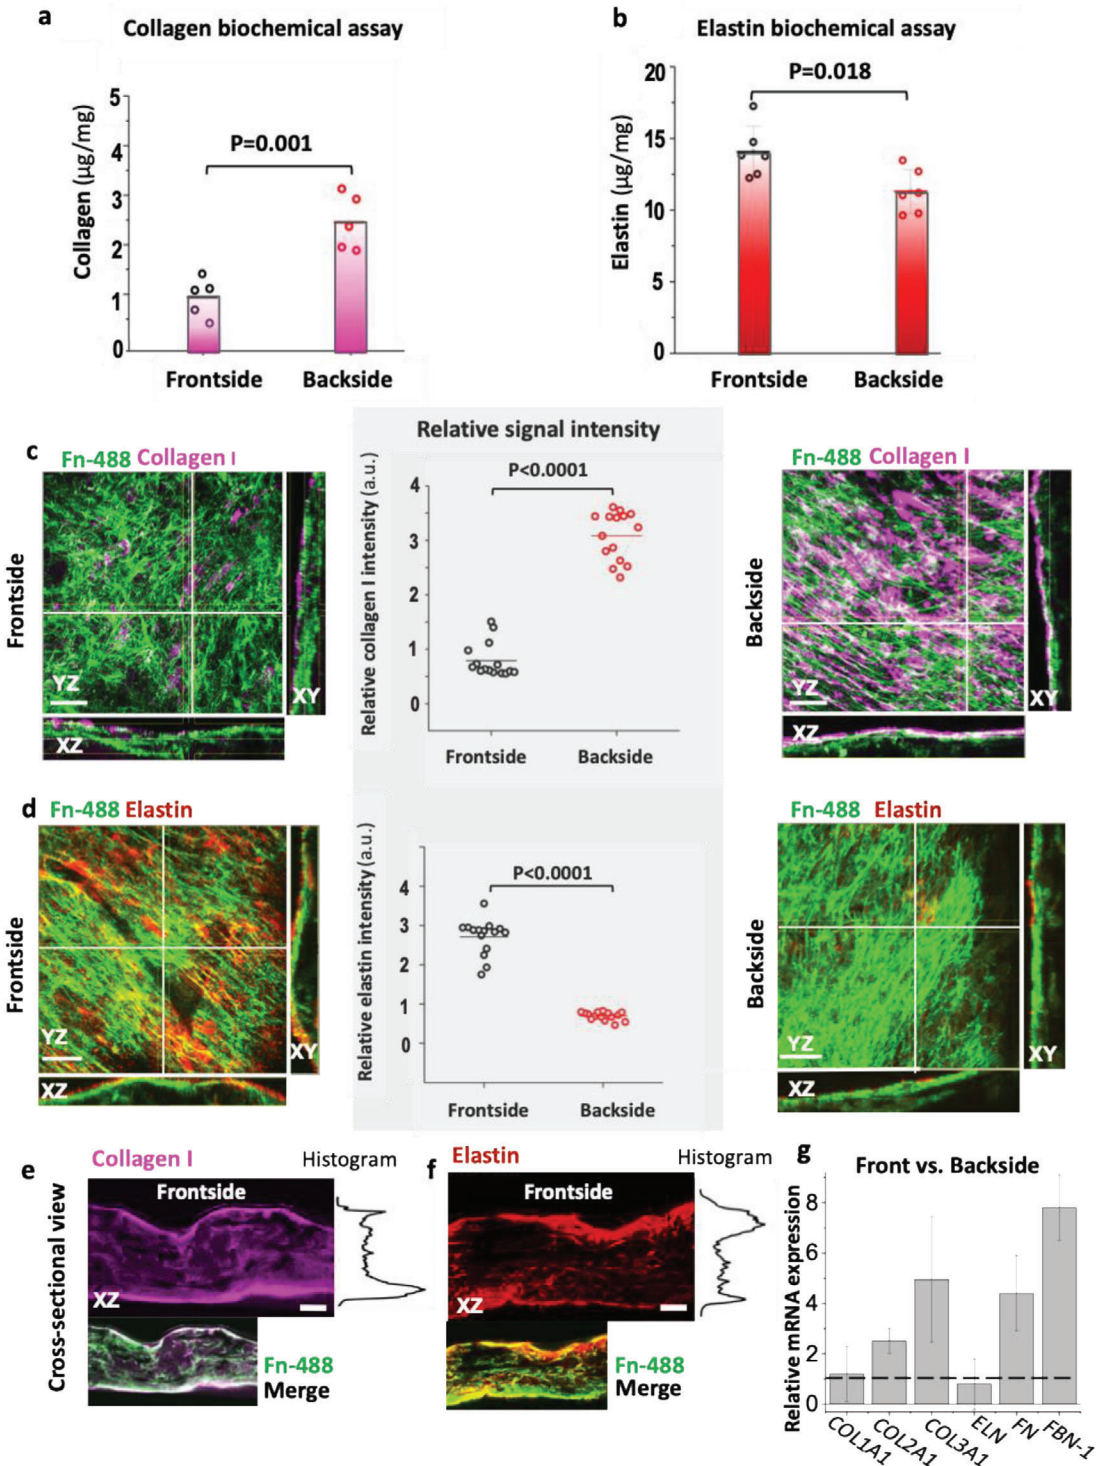 a
Collagen biochemical assay
Collagen (µg/mg)
5
4
3
2
1
0
P=0.001
Frontside
Backside
b
Elastin biochemical assay
Elastin (µg/mg)
20
15
10
5
0
P=0.018
Frontside
Backside
Relative signal intensity
c
Fn-488 Collagen I
Frontside
YZ
XY
XZ
Relative collagen I intensity (a.u.)
4
3
2
1
0
P<0.0001
Frontside
Backside
Fn-488 Collagen I
Backside
YZ
XY
XZ
d
Fn-488 Elastin
Frontside
YZ
XY
XZ
Relative elastin intensity (a.u.)
4
3
2
1
0
P<0.0001
Frontside
Backside
Fn-488 Elastin
Backside
YZ
XY
XZ
e
Collagen I
Histogram
Cross-sectional view
Frontside
XZ
Fn-488
Merge
f
Elastin
Histogram
Frontside
XZ
Fn-488
Merge
g
Front vs. Backside
Relative mRNA expression
8
6
4
2
0
COL1A1
COL2A1
COL3A1
ELN
FN
FBN-1